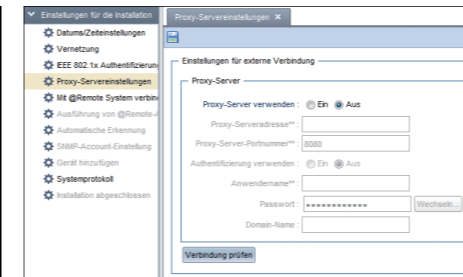 Einstellungen für die Installation
Datums/Zeiteinstellungen
Vernetzung
IEEE 802.1x Authentifizierun
Proxy-Servereinstellungen
Mit @Remote System verbin
Ausführung von @Remote-A
Automatische Erkennung
SNMP-Account-Einstellung
Gerät hinzufügen
Systemprotokoll
Installation abgeschlossen
Proxy-Servereinstellungen ×
Einstellungen für externe Verbindung
Proxy-Server
Proxy-Server verwenden : Ein Aus
Proxy-Serveradresse** :
Proxy-Server-Portnummer** : 8080
Authentifizierung verwenden : Ein Aus
Anwendername** :
Passwort : ************ Wechseln...
Domain-Name :
Verbindung prüfen